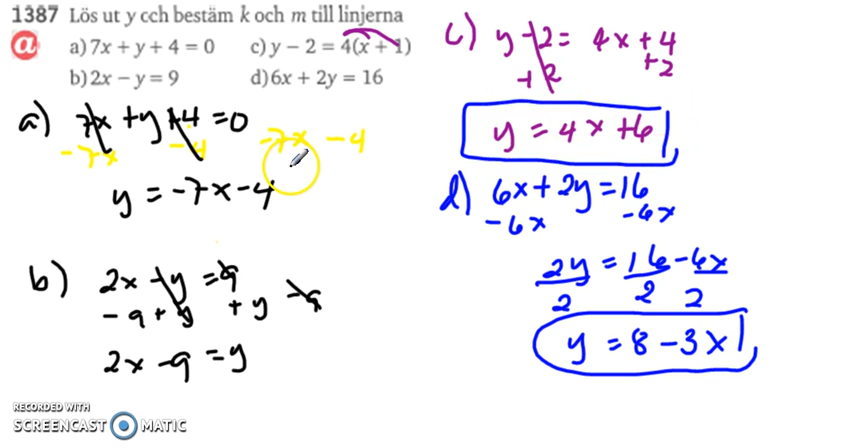 1387 Lös ut y cch bestäm k och m till linjerna
a a) 7x + y + 4 = 0 c) y − 2 = 4(x + 1)
b) 2x − y = 9 d) 6x + 2y = 16
a) 7x + y + 4 = 0
−7x −4 −7x −4
y = −7x − 4
b) 2x − y = 9
−9 + y + y −9
2x − 9 = y
c) y − 2 = 4x + 4
+2 +2
y = 4x + 6
d) 6x + 2y = 16
−6x −6x
2y = 16 − 6x
2 2 2
y = 8 − 3x
RECORDED WITH
SCREENCAST MATIC